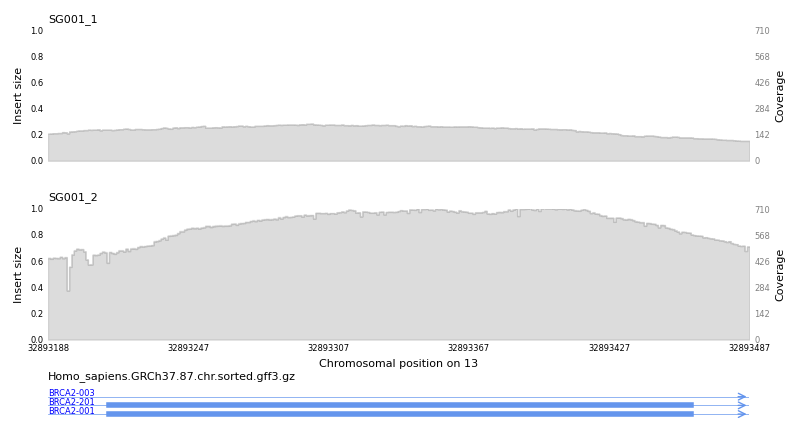 SG001_1
1.0 710
0.8 568
0.6 426
0.4 284
0.2 142
0.0 0
Insert size
Coverage
SG001_2
1.0 710
0.8 568
0.6 426
0.4 284
0.2 142
0.0 0
Insert size
Coverage
32893188 32893247 32893307 32893367 32893427 32893487
Chromosomal position on 13
Homo_sapiens.GRCh37.87.chr.sorted.gff3.gz
BRCA2-003
BRCA2-201
BRCA2-001